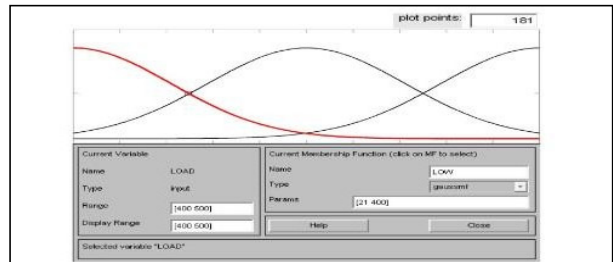 plot points: 181
Current Variable
Name LOAD
Type input
Range [400 500]
Display Range [400 500]
Current Membership Function (click on MF to select)
Name LOW
Type gaussmf
Params [21 400]
Help Close
Selected variable "LOAD"